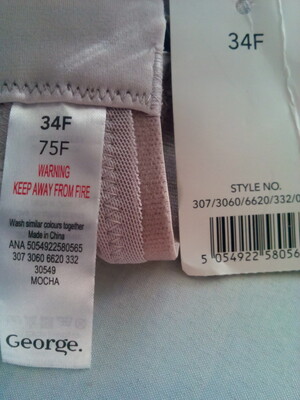 34F
75F
WARNING
KEEP AWAY FROM FIRE
Wash similar colours together
Made in China
ANA 5054922580565
307 3060 6620 332
30549
MOCHA
George.
34F
STYLE NO.
307/3060/6620/332/0
5 054922 58056